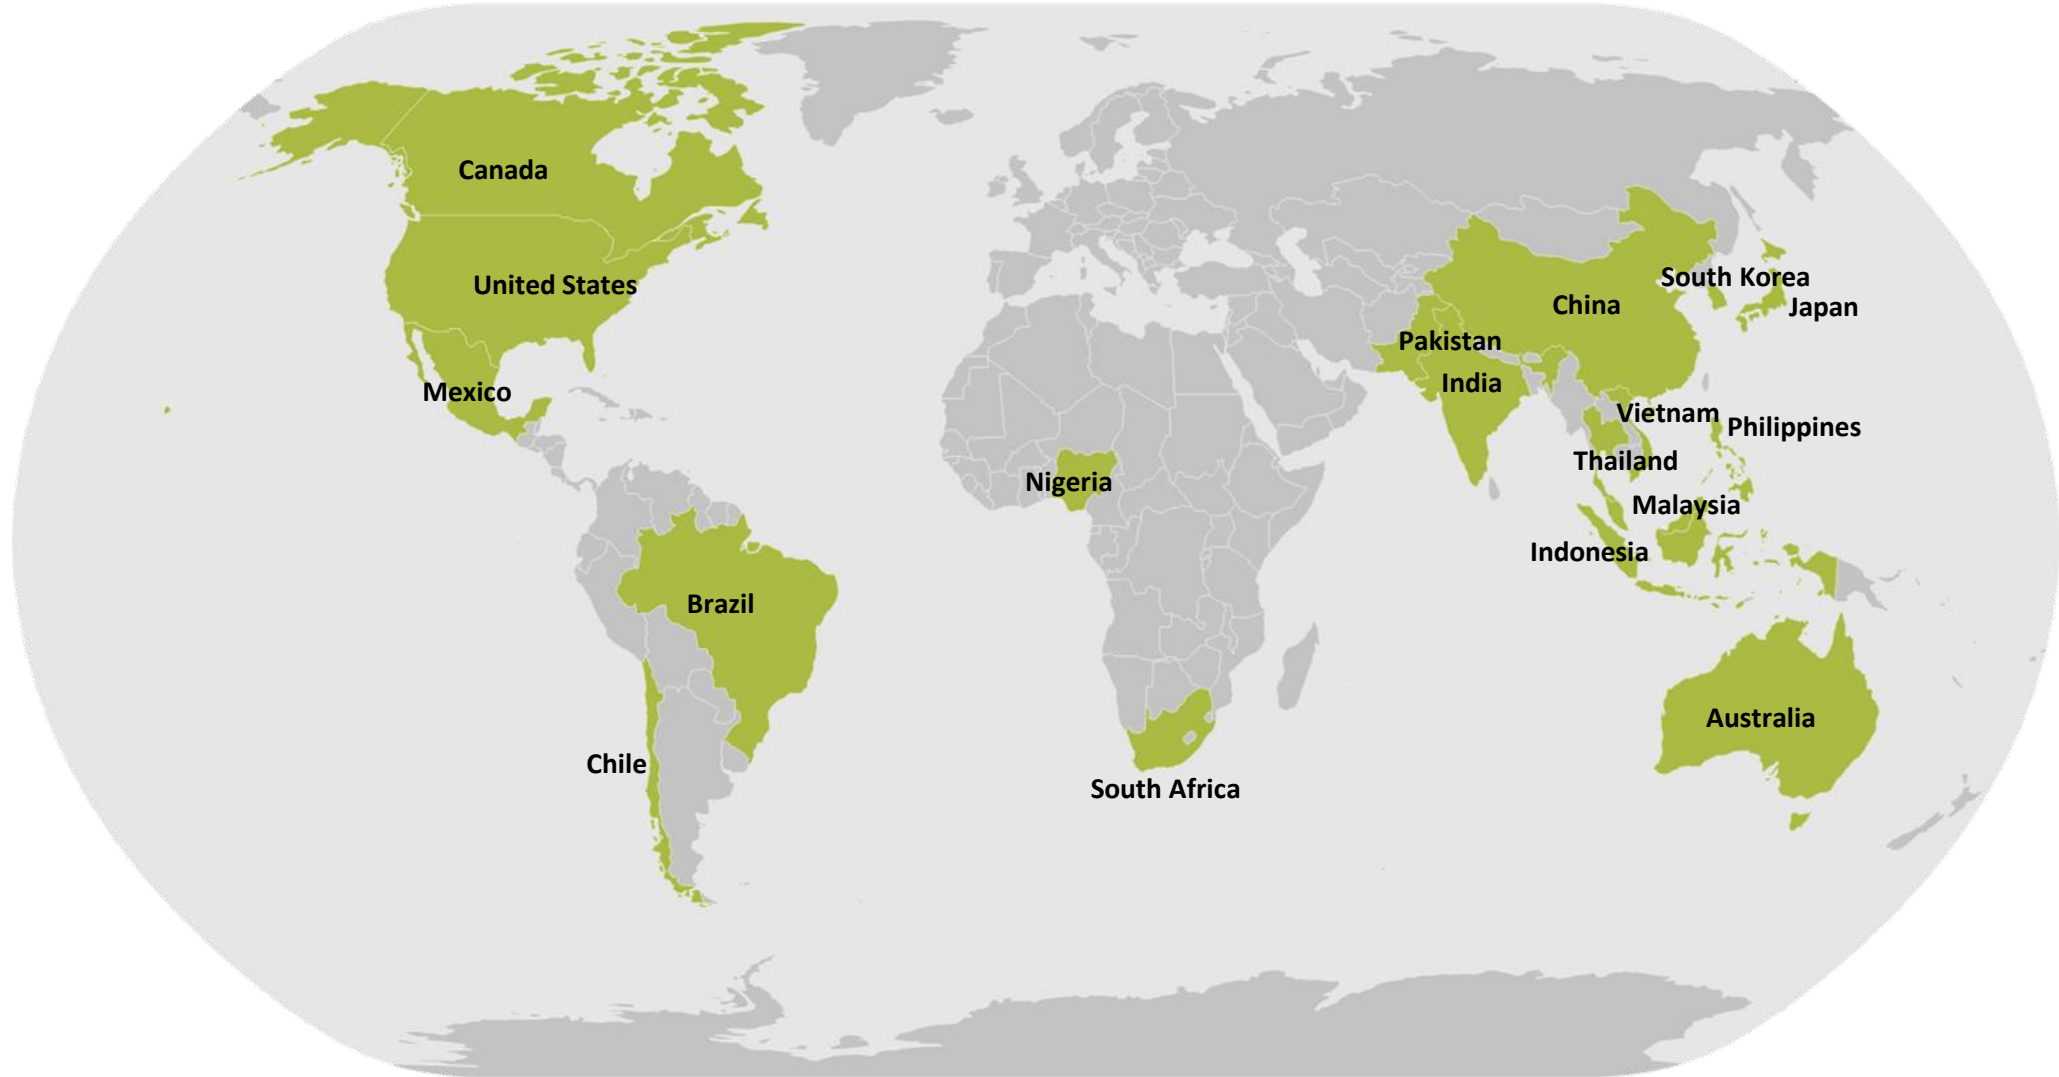 Canada
United States
South Korea
China
Japan
Pakistan
India
Mexico
Vietnam
Philippines
Thailand
Nigeria
Malaysia
Indonesia
Brazil
Australia
Chile
South Africa